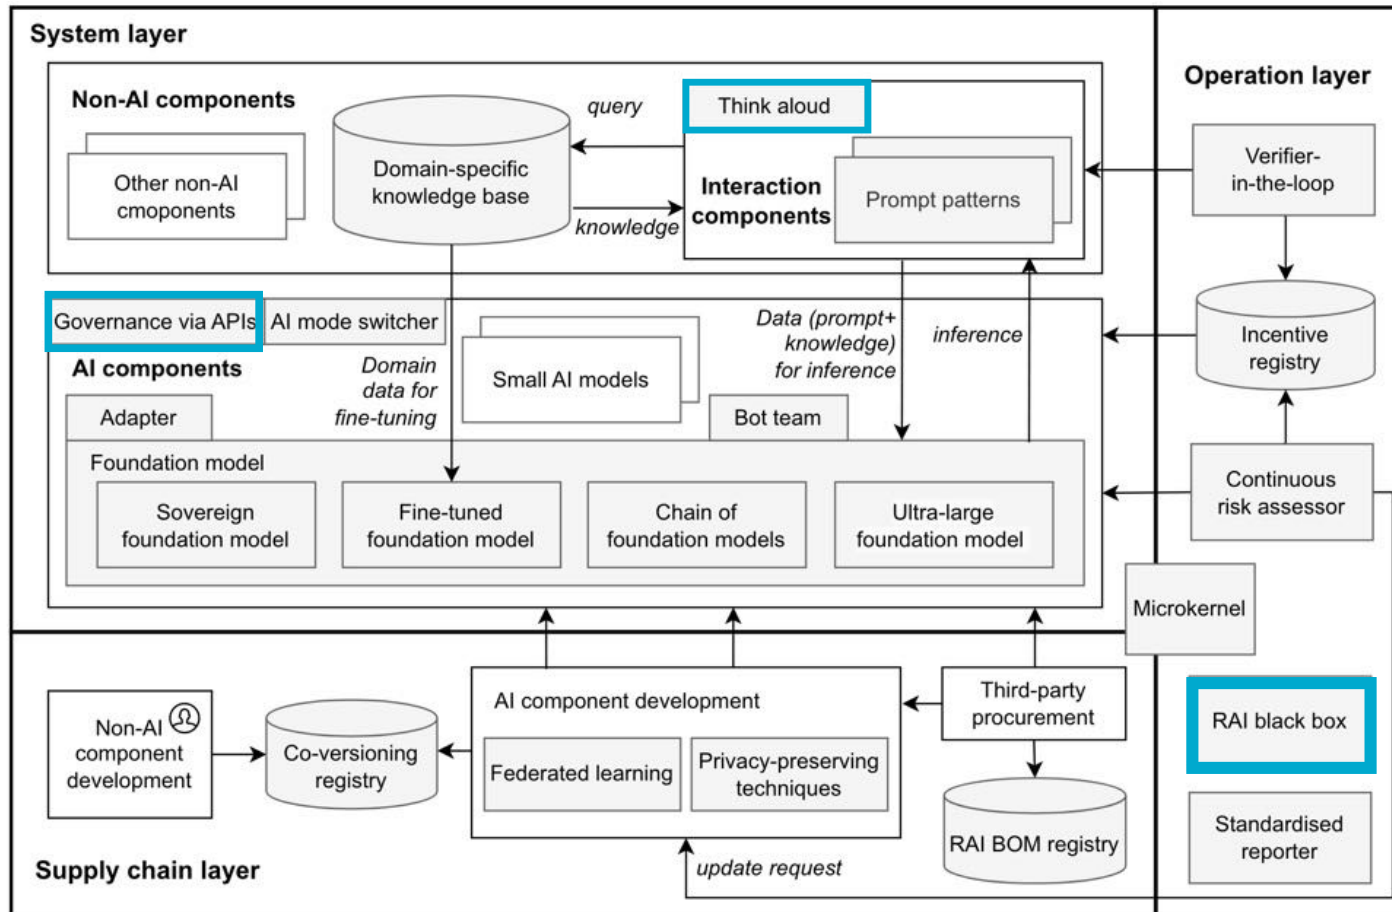 System layer
Non-AI components
Other non-AI
cmoponents
Domain-specific
knowledge base
query
knowledge
Think aloud
Interaction
components
Prompt patterns
Governance via APIs
AI mode switcher
AI components
Domain
data for
fine-tuning
Small AI models
Data (prompt+
knowledge)
for inference
inference
Adapter
Bot team
Foundation model
Sovereign
foundation model
Fine-tuned
foundation model
Chain of
foundation models
Ultra-large
foundation model
Operation layer
Verifier-
in-the-loop
Incentive
registry
Continuous
risk assessor
Microkernel
RAI black box
Standardised
reporter
Non-AI
component
development
Co-versioning
registry
AI component development
Federated learning
Privacy-preserving
techniques
Third-party
procurement
RAI BOM registry
update request
Supply chain layer